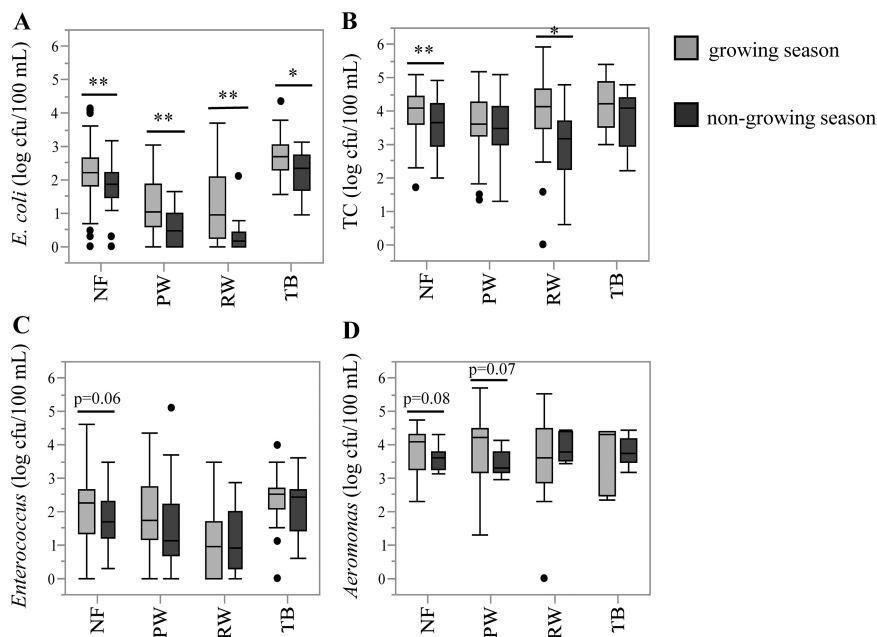 A
E. coli (log cfu/100 mL)
6
5
4
3
2
1
0
**
**
**
*
NF
PW
RW
TB
B
TC (log cfu/100 mL)
6
5
4
3
2
1
0
**
*
NF
PW
RW
TB
growing season
non-growing season
C
Enterococcus (log cfu/100 mL)
6
5
4
3
2
1
0
p=0.06
NF
PW
RW
TB
D
Aeromonas (log cfu/100 mL)
6
5
4
3
2
1
0
p=0.08
p=0.07
NF
PW
RW
TB